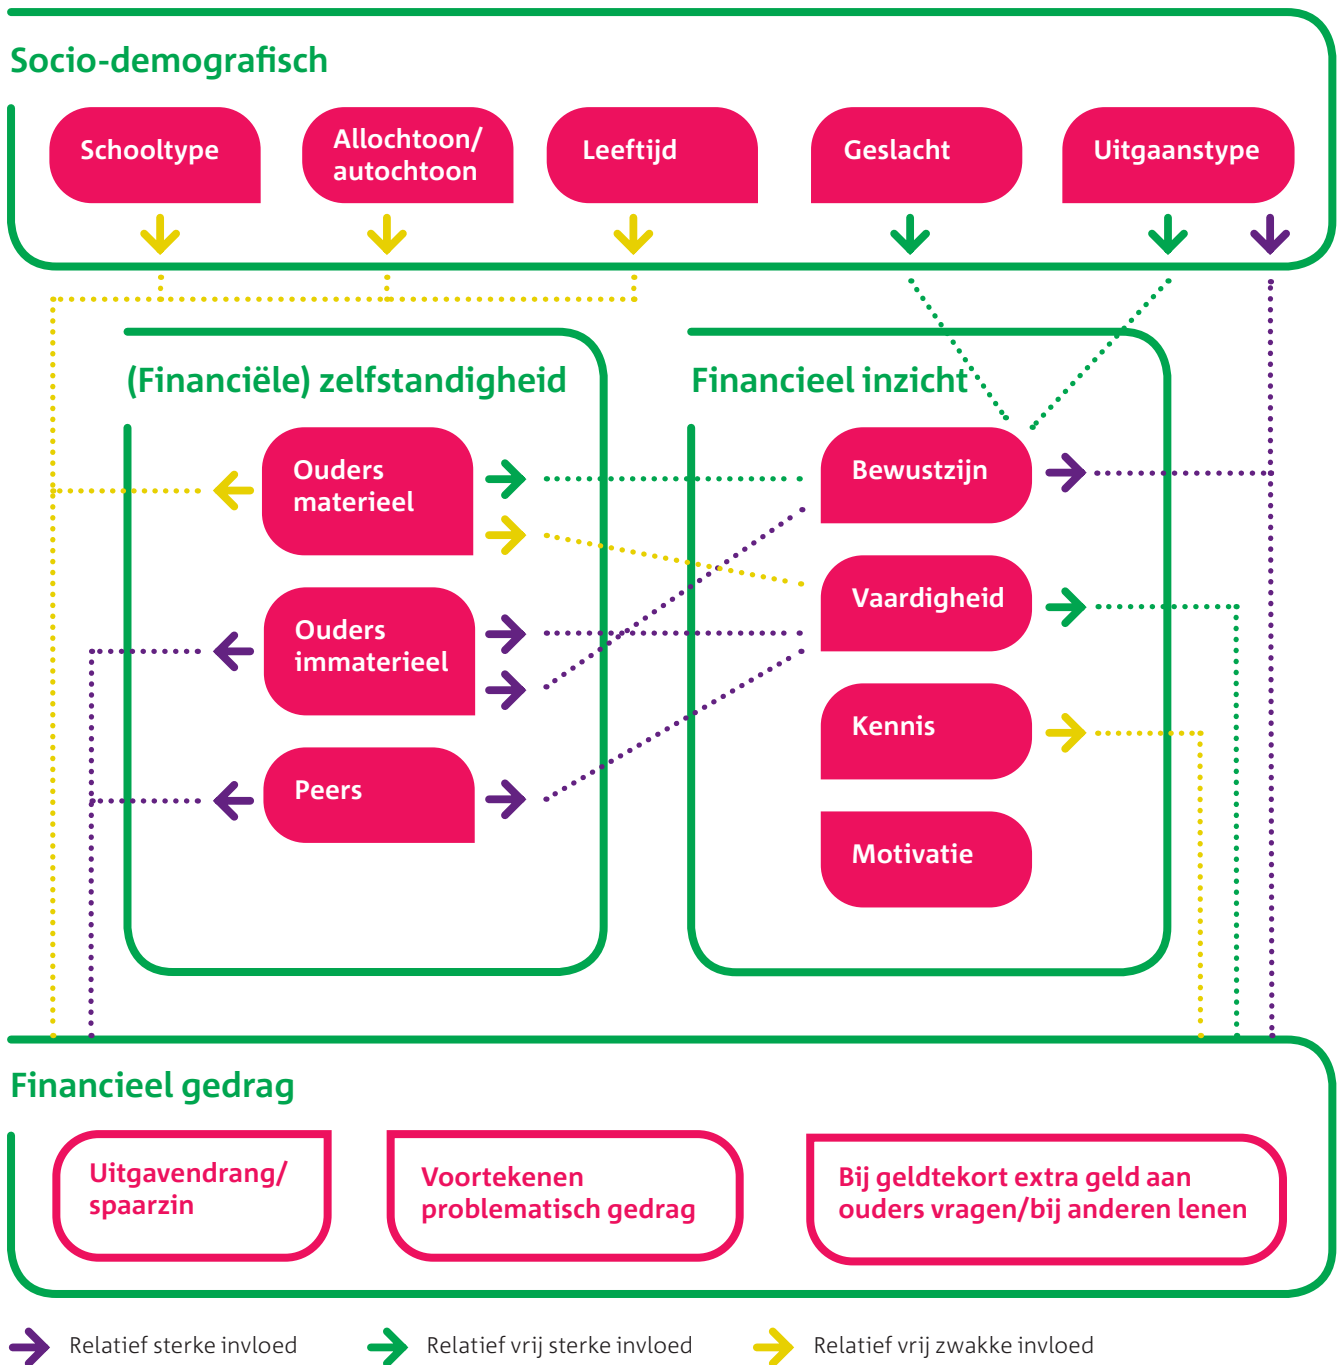 Socio-demografisch
Schooltype
Allochtoon/
autochtoon
Leeftijd
Geslacht
Uitgaanstype
(Financiële) zelfstandigheid
Ouders
materieel
Ouders
immaterieel
Peers
Financieel inzicht
Bewustzijn
Vaardigheid
Kennis
Motivatie
Financieel gedrag
Uitgavendrang/
spaarzin
Voortekenen
problematisch gedrag
Bij geldtekort extra geld aan
ouders vragen/bij anderen lenen
Relatief sterke invloed
Relatief vrij sterke invloed
Relatief vrij zwakke invloed